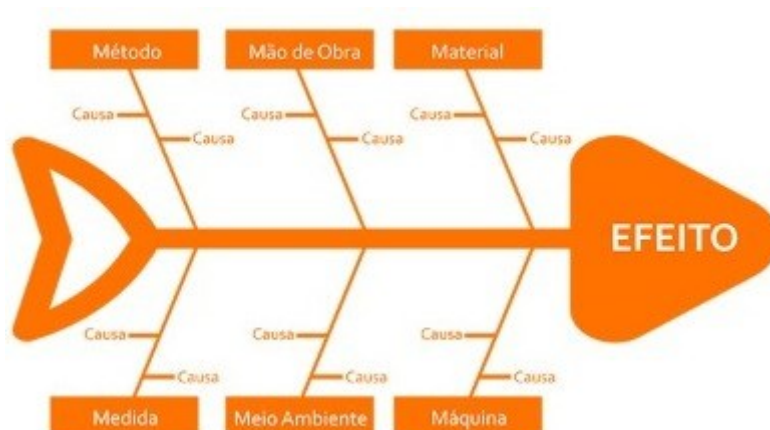 Método
Mão de Obra
Material
Causa
Causa
Causa
Causa
Causa
Causa
EFEITO
Causa
Causa
Causa
Causa
Causa
Causa
Medida
Meio Ambiente
Máquina